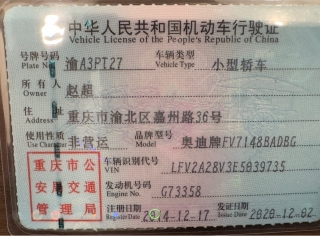 中华人民共和国机动车行驶证
Vehicle License of the People's Republic of China
号牌号码 渝A3PT27 车辆类型 小型轿车
Plate No. Vehicle Type
所有人 赵超
Owner
住址 重庆市渝北区嘉州路36号
Address
使用性质 非营运 品牌型号 奥迪牌FV7148BADBG
Use Character Model
重庆市公安局交通管理局
车辆识别代号 LFV2A28V3E5039735
VIN
发动机号码 G73358
Engine No.
注册日期 2014-12-17 发证日期 2020-12-02
Register Date Issue Date